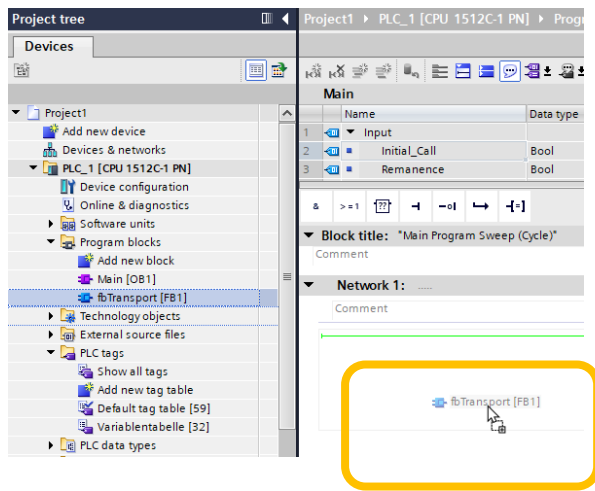 Project tree
Devices
Project1
Add new device
Devices & networks
PLC_1 [CPU 1512C-1 PN]
Device configuration
Online & diagnostics
Software units
Program blocks
Add new block
Main [OB1]
fbTransport [FB1]
Technology objects
External source files
PLC tags
Show all tags
Add new tag table
Default tag table [59]
Variablentabelle [32]
PLC data types
Project1 ▸ PLC_1 [CPU 1512C-1 PN] ▸ Progr
Main
Name Data type
1 Input
2 Initial_Call Bool
3 Remanence Bool
& >=1 ??
Block title: "Main Program Sweep (Cycle)"
Comment
Network 1: .....
Comment
fbTransport [FB1]